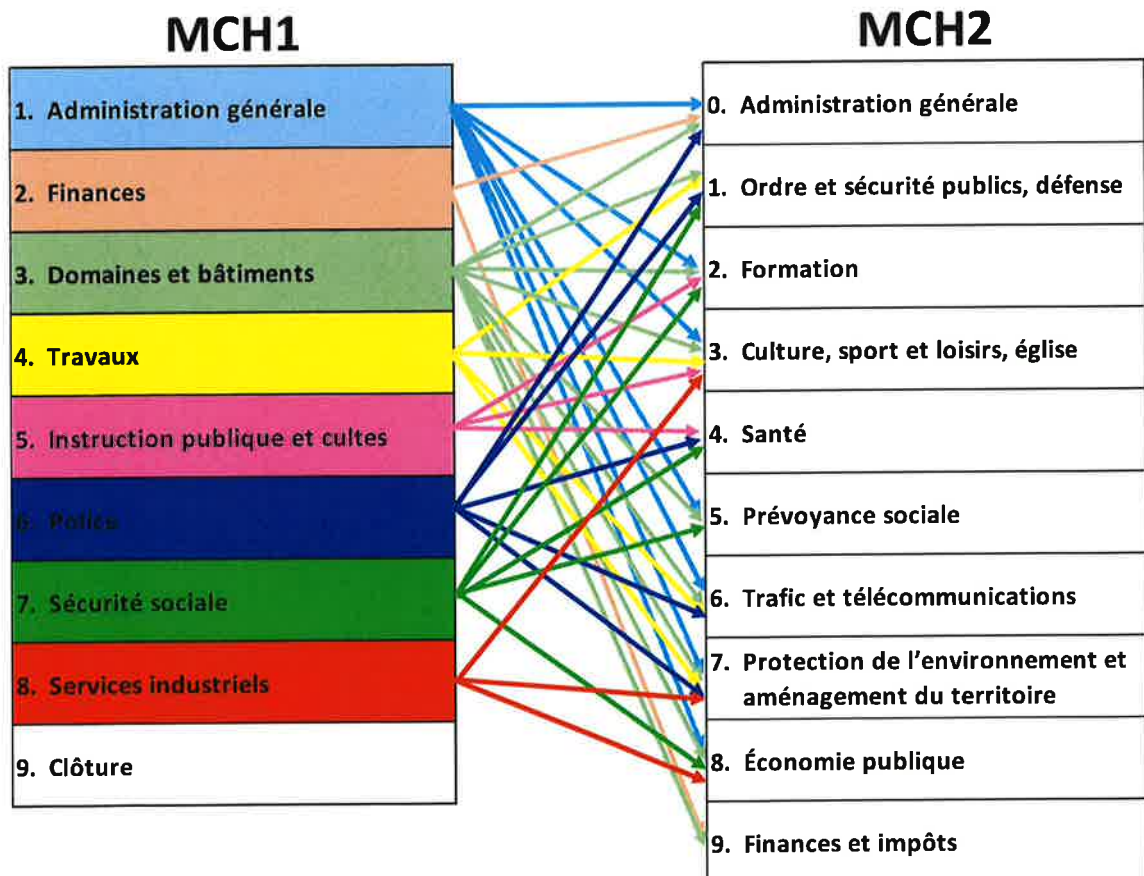 MCH1
1. Administration générale
2. Finances
3. Domaines et bâtiments
4. Travaux
5. Instruction publique et cultes
6. Police
7. Sécurité sociale
8. Services industriels
9. Clôture
MCH2
0. Administration générale
1. Ordre et sécurité publics, défense
2. Formation
3. Culture, sport et loisirs, église
4. Santé
5. Prévoyance sociale
6. Trafic et télécommunications
7. Protection de l'environnement et
aménagement du territoire
8. Économie publique
9. Finances et impôts